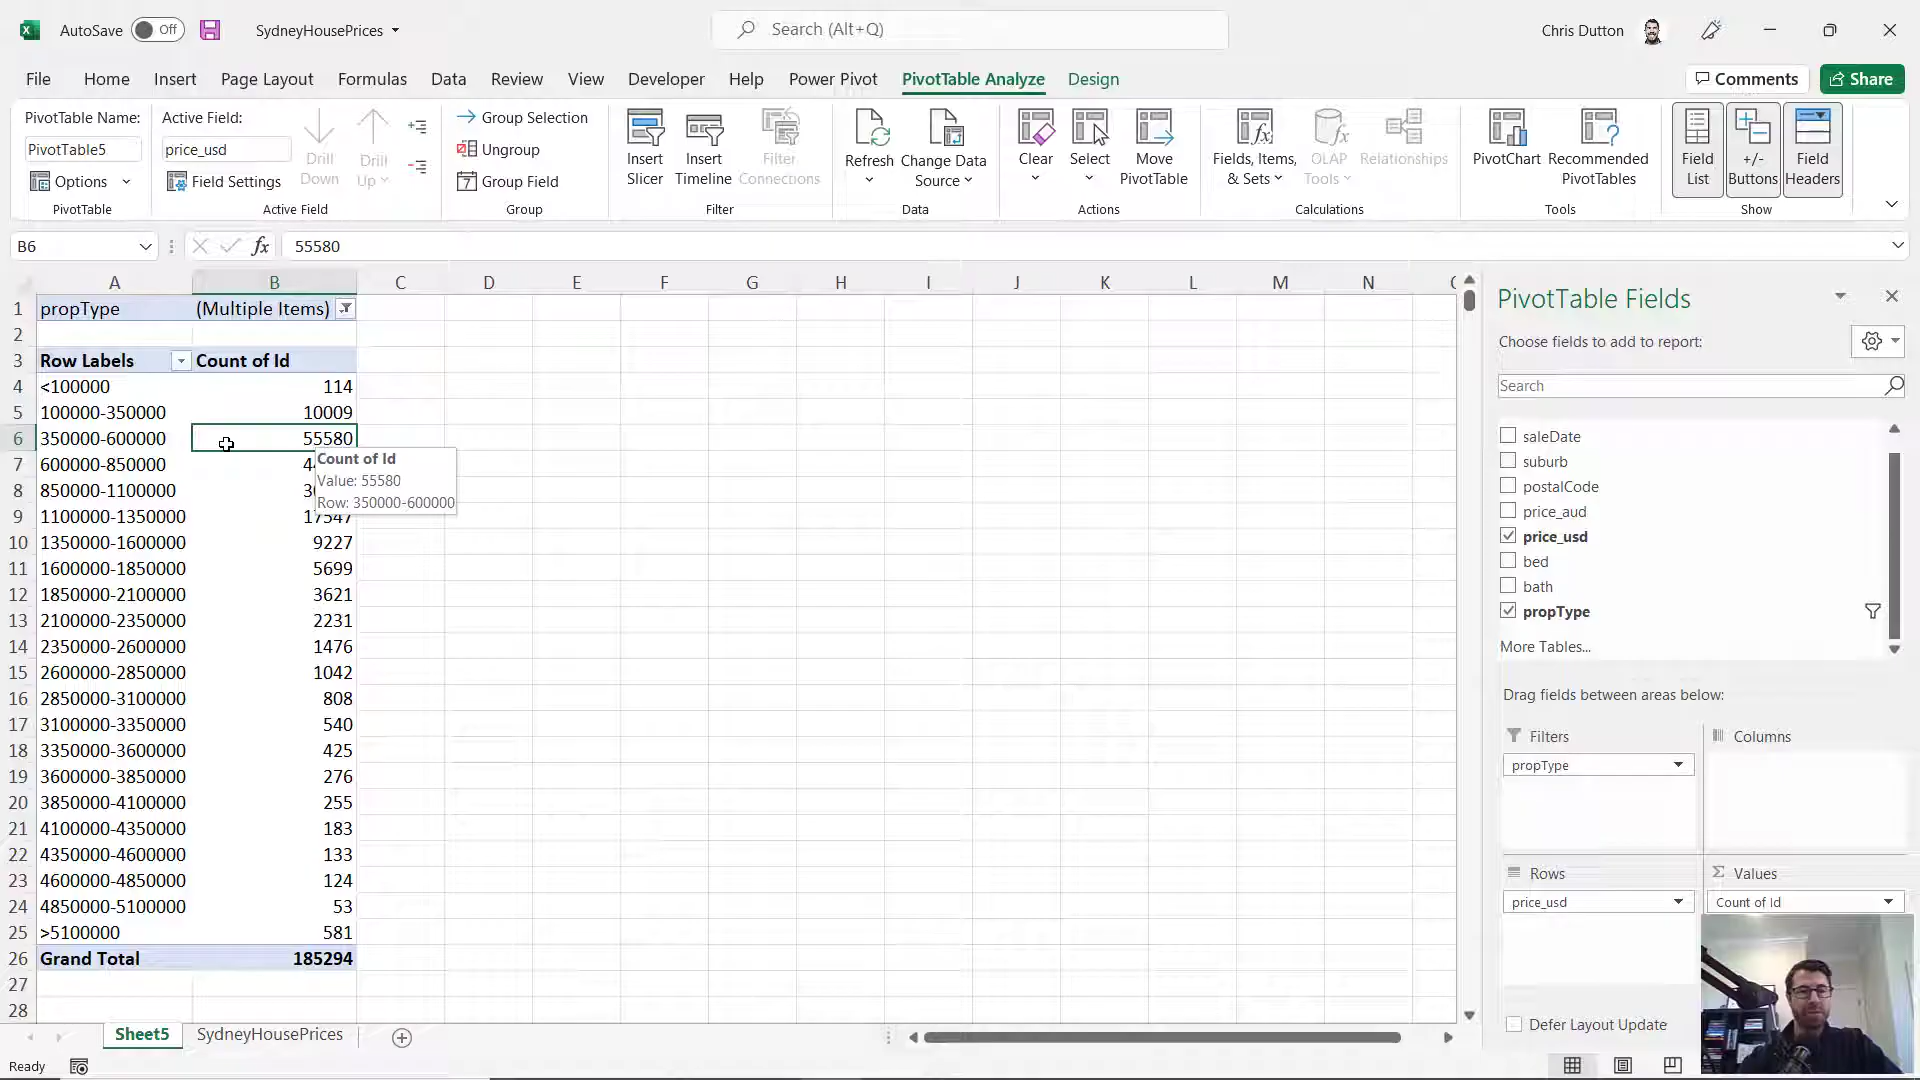 AutoSave Off SydneyHousePrices Search (Alt+Q) Chris Dutton
File Home Insert Page Layout Formulas Data Review View Developer Help Power Pivot PivotTable Analyze Design Comments Share
PivotTable Name:
PivotTable5
Options
PivotTable
Active Field:
price_usd
Field Settings
Drill Down
Drill Up
Active Field
Group Selection
Ungroup
7 Group Field
Group
Insert Slicer
Insert Timeline
Filter Connections
Filter
Refresh
Change Data Source
Data
Clear
Select
Move PivotTable
Actions
Fields, Items, & Sets
OLAP Tools
Relationships
Calculations
PivotChart
Recommended PivotTables
Tools
Field List
+/- Buttons
Field Headers
Show
B6 fx 55580
A B C D E F G H I J K L M N
1 propType (Multiple Items)
2
3 Row Labels Count of Id
4 <100000 114
5 100000-350000 10009
6 350000-600000 55580
7 600000-850000
8 850000-1100000
9 1100000-1350000 17547
10 1350000-1600000 9227
11 1600000-1850000 5699
12 1850000-2100000 3621
13 2100000-2350000 2231
14 2350000-2600000 1476
15 2600000-2850000 1042
16 2850000-3100000 808
17 3100000-3350000 540
18 3350000-3600000 425
19 3600000-3850000 276
20 3850000-4100000 255
21 4100000-4350000 183
22 4350000-4600000 133
23 4600000-4850000 124
24 4850000-5100000 53
25 >5100000 581
26 Grand Total 185294
27
28
Count of Id
Value: 55580
Row: 350000-600000
PivotTable Fields
Choose fields to add to report:
Search
saleDate
suburb
postalCode
price_aud
price_usd
bed
bath
propType
More Tables...
Drag fields between areas below:
Filters
propType
Columns
Rows
price_usd
Σ Values
Count of Id
Defer Layout Update
Sheet5 SydneyHousePrices
Ready